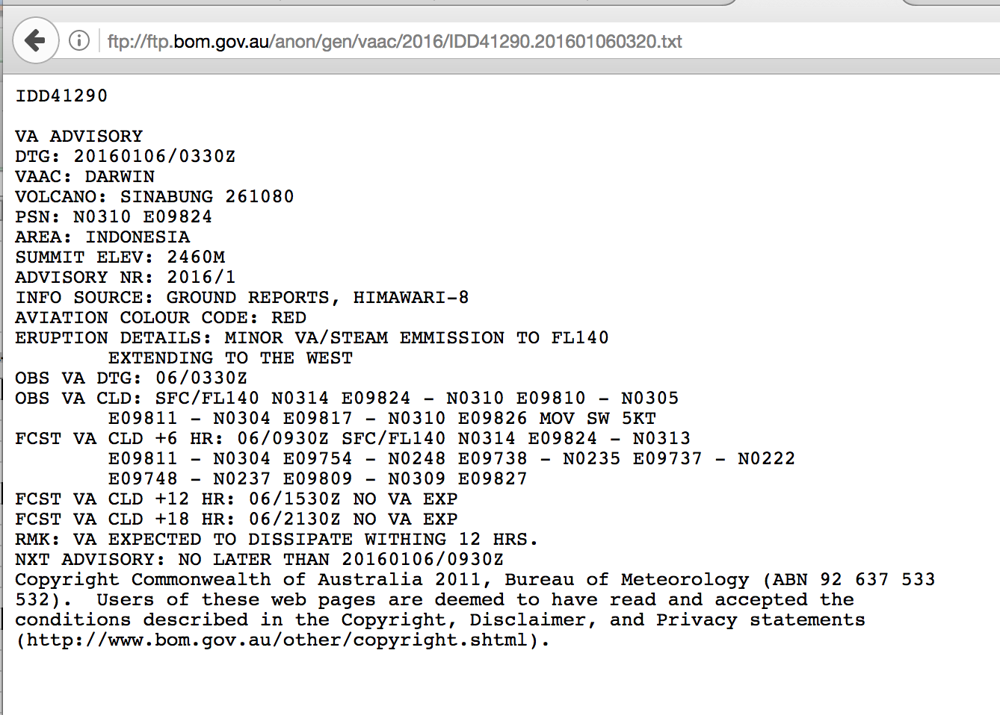 ftp://ftp.bom.gov.au/anon/gen/vaac/2016/IDD41290.201601060320.txt
IDD41290
VA ADVISORY
DTG: 20160106/0330Z
VAAC: DARWIN
VOLCANO: SINABUNG 261080
PSN: N0310 E09824
AREA: INDONESIA
SUMMIT ELEV: 2460M
ADVISORY NR: 2016/1
INFO SOURCE: GROUND REPORTS, HIMAWARI-8
AVIATION COLOUR CODE: RED
ERUPTION DETAILS: MINOR VA/STEAM EMMISSION TO FL140
EXTENDING TO THE WEST
OBS VA DTG: 06/0330Z
OBS VA CLD: SFC/FL140 N0314 E09824 - N0310 E09810 - N0305
E09811 - N0304 E09817 - N0310 E09826 MOV SW 5KT
FCST VA CLD +6 HR: 06/0930Z SFC/FL140 N0314 E09824 - N0313
E09811 - N0304 E09754 - N0248 E09738 - N0235 E09737 - N0222
E09748 - N0237 E09809 - N0309 E09827
FCST VA CLD +12 HR: 06/1530Z NO VA EXP
FCST VA CLD +18 HR: 06/2130Z NO VA EXP
RMK: VA EXPECTED TO DISSIPATE WITHING 12 HRS.
NXT ADVISORY: NO LATER THAN 20160106/0930Z
Copyright Commonwealth of Australia 2011, Bureau of Meteorology (ABN 92 637 533
532).  Users of these web pages are deemed to have read and accepted the
conditions described in the Copyright, Disclaimer, and Privacy statements
(http://www.bom.gov.au/other/copyright.shtml).